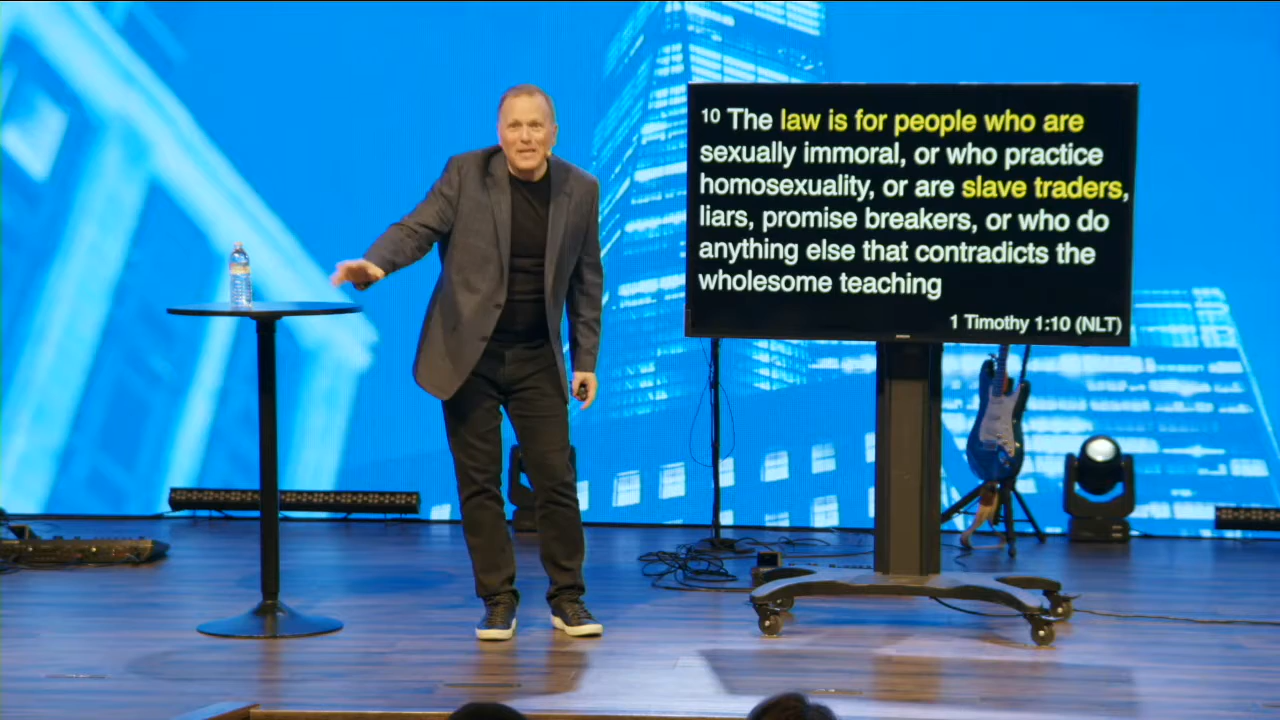 10 The law is for people who are
sexually immoral, or who practice
homosexuality, or are slave traders,
liars, promise breakers, or who do
anything else that contradicts the
wholesome teaching
1 Timothy 1:10 (NLT)